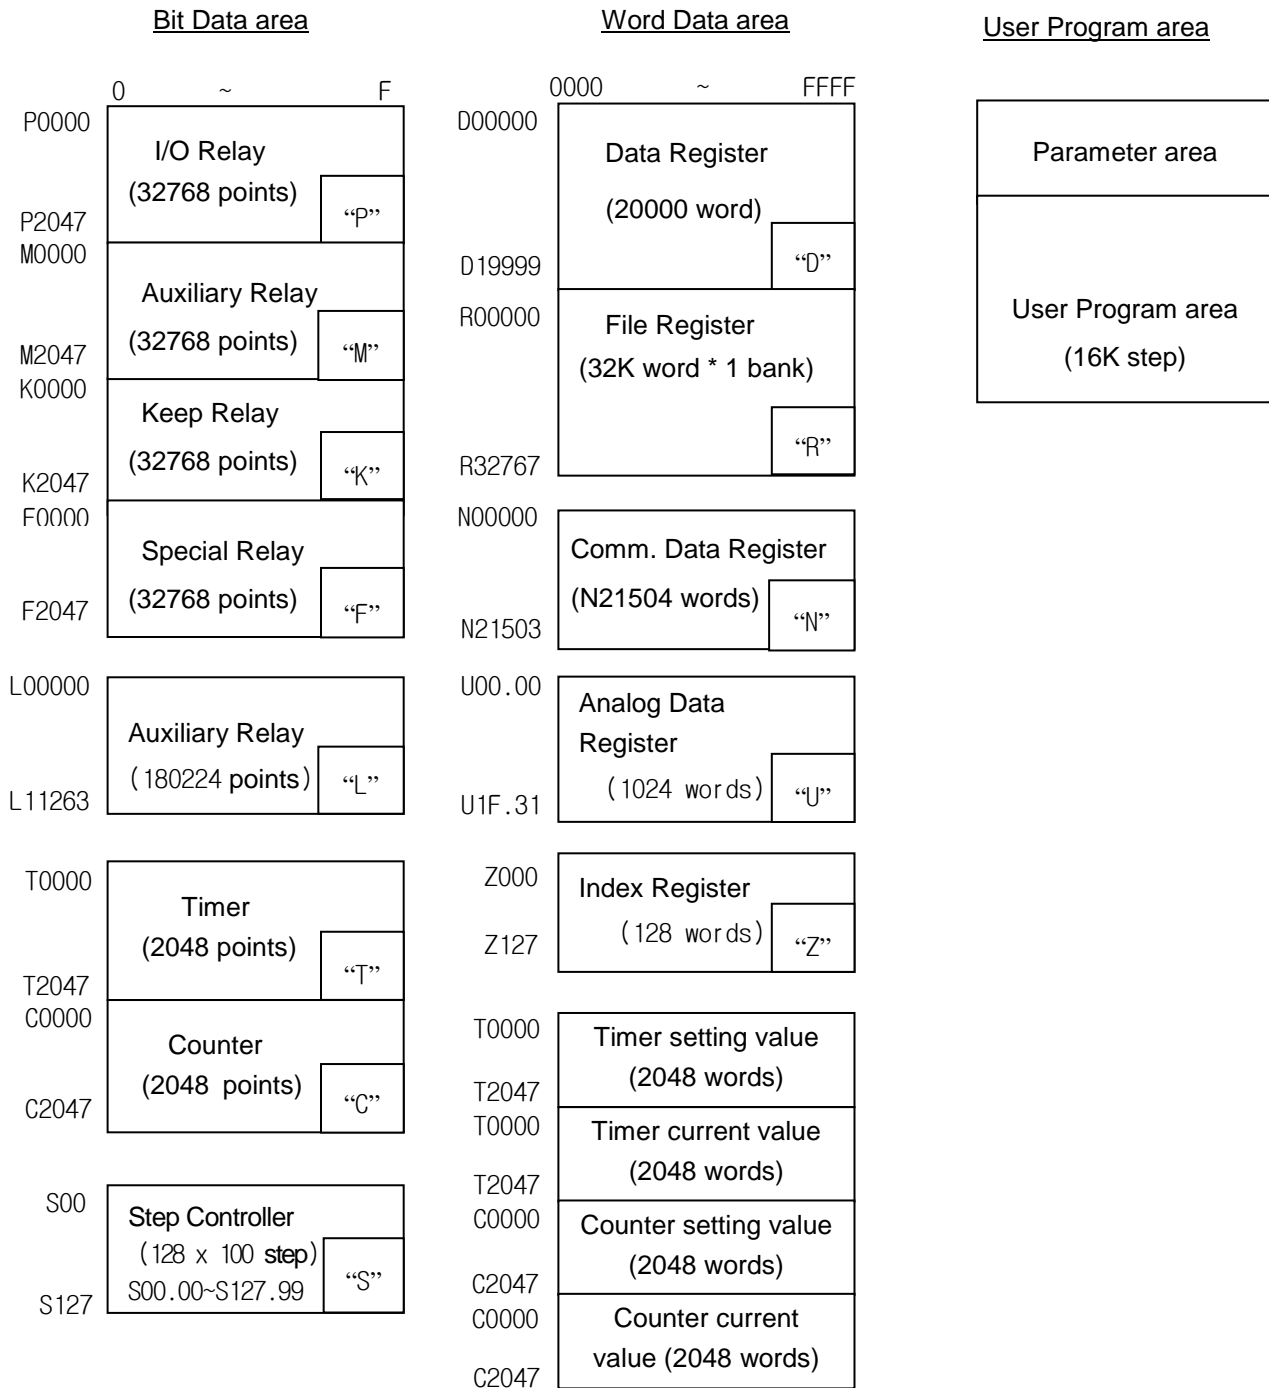 Bit Data area
0 ~ F
P0000
I/O Relay
(32768 points)
“P”
P2047
M0000
Auxiliary Relay
(32768 points)
“M”
M2047
K0000
Keep Relay
(32768 points)
“K”
K2047
F0000
Special Relay
(32768 points)
“F”
F2047
L00000
Auxiliary Relay
(180224 points)
“L”
L11263
T0000
Timer
(2048 points)
“T”
T2047
C0000
Counter
(2048 points)
“C”
C2047
S00
Step Controller
(128 x 100 step)
S00.00~S127.99
“S”
S127
Word Data area
0000 ~ FFFF
D00000
Data Register
(20000 word)
“D”
D19999
R00000
File Register
(32K word * 1 bank)
“R”
R32767
N00000
Comm. Data Register
(N21504 words)
“N”
N21503
U00.00
Analog Data
Register
(1024 words)
“U”
U1F.31
Z000
Index Register
(128 words)
“Z”
Z127
T0000
Timer setting value
(2048 words)
T2047
T0000
Timer current value
(2048 words)
T2047
C0000
Counter setting value
(2048 words)
C2047
C0000
Counter current
value (2048 words)
C2047
User Program area
Parameter area
User Program area
(16K step)